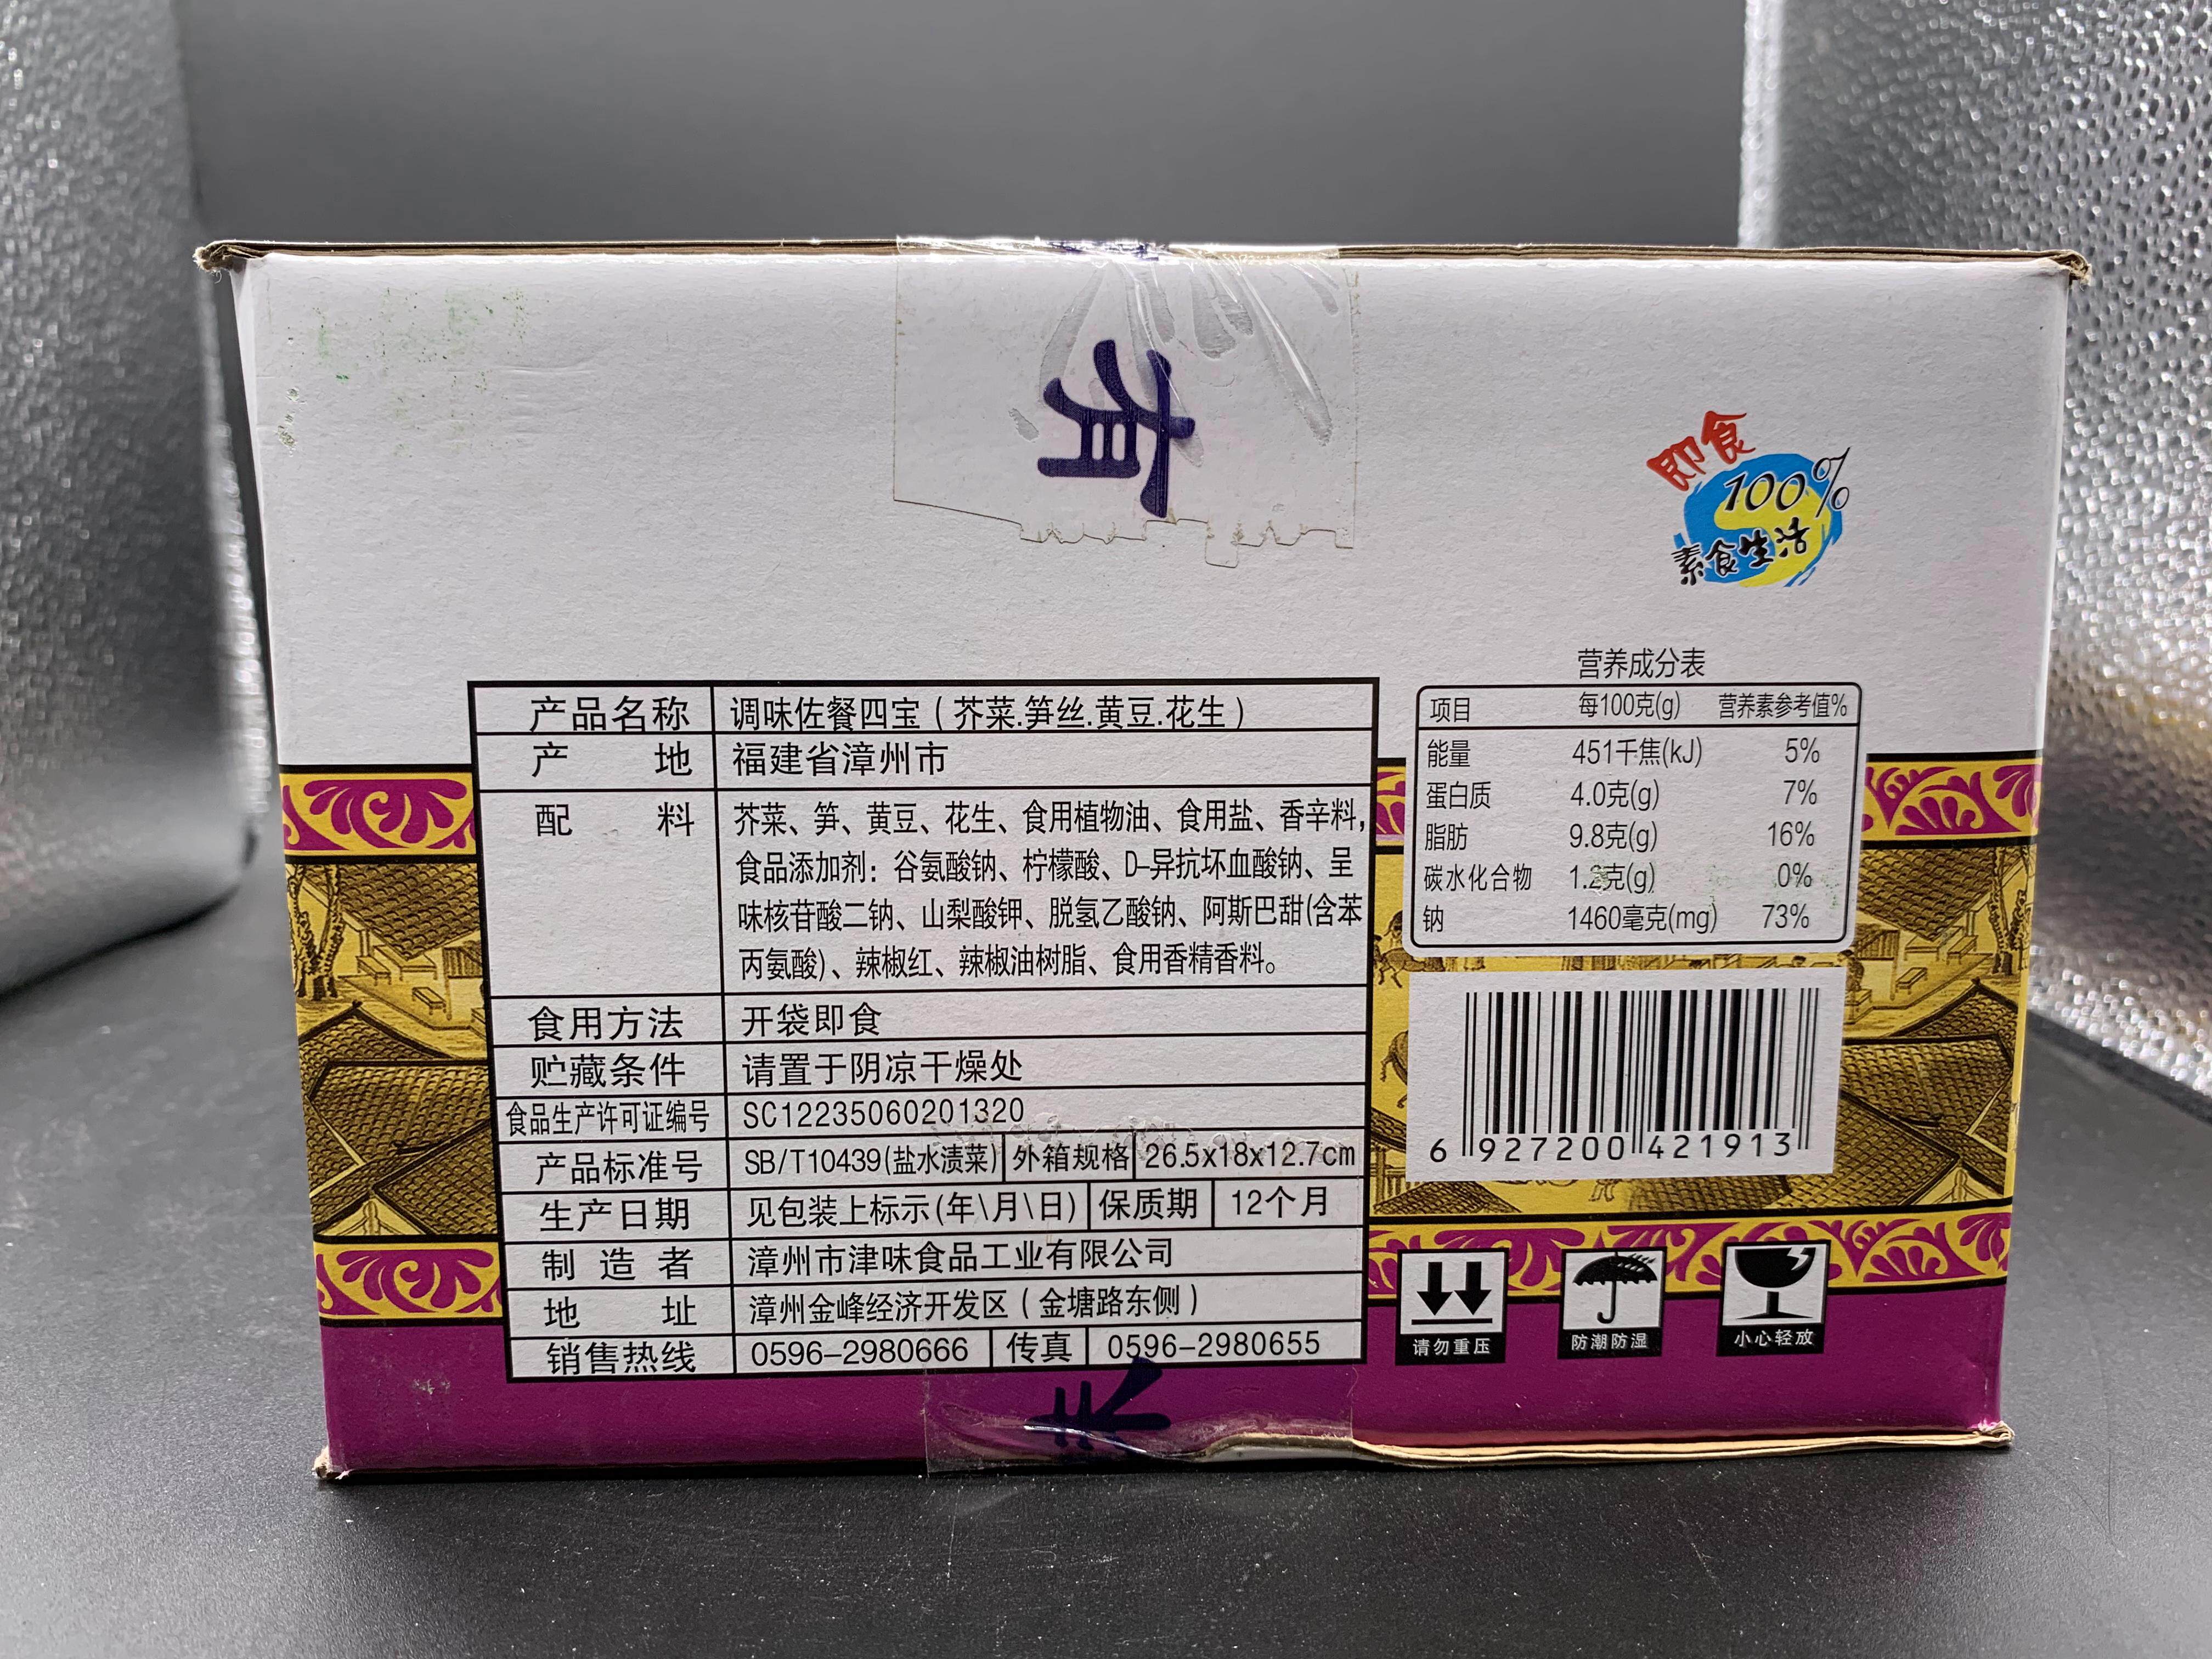 有
即食
100%
素食生活
产品名称 调味佐餐四宝(芥菜.笋丝.黄豆.花生)
产 地 福建省漳州市
配 料 芥菜、笋、黄豆、花生、食用植物油、食用盐、香辛料,
食品添加剂:谷氨酸钠、柠檬酸、D-异抗坏血酸钠、呈
味核苷酸二钠、山梨酸钾、脱氢乙酸钠、阿斯巴甜(含苯
丙氨酸)、辣椒红、辣椒油树脂、食用香精香料。
食用方法 开袋即食
贮藏条件 请置于阴凉干燥处
食品生产许可证编号 SC12235060201320
产品标准号 SB/T10439(盐水渍菜) 外箱规格 26.5x18x12.7cm
生产日期 见包装上标示(年\月\日) 保质期 12个月
制造者 漳州市津味食品工业有限公司
地 址 漳州金峰经济开发区(金塘路东侧)
销售热线 0596-2980666 传真 0596-2980655
营养成分表
项目 每100克(g) 营养素参考值%
能量 451千焦(kJ) 5%
蛋白质 4.0克(g) 7%
脂肪 9.8克(g) 16%
碳水化合物 1.2克(g) 0%
钠 1460毫克(mg) 73%
6 927200 421913
请勿重压
防潮防湿
小心轻放